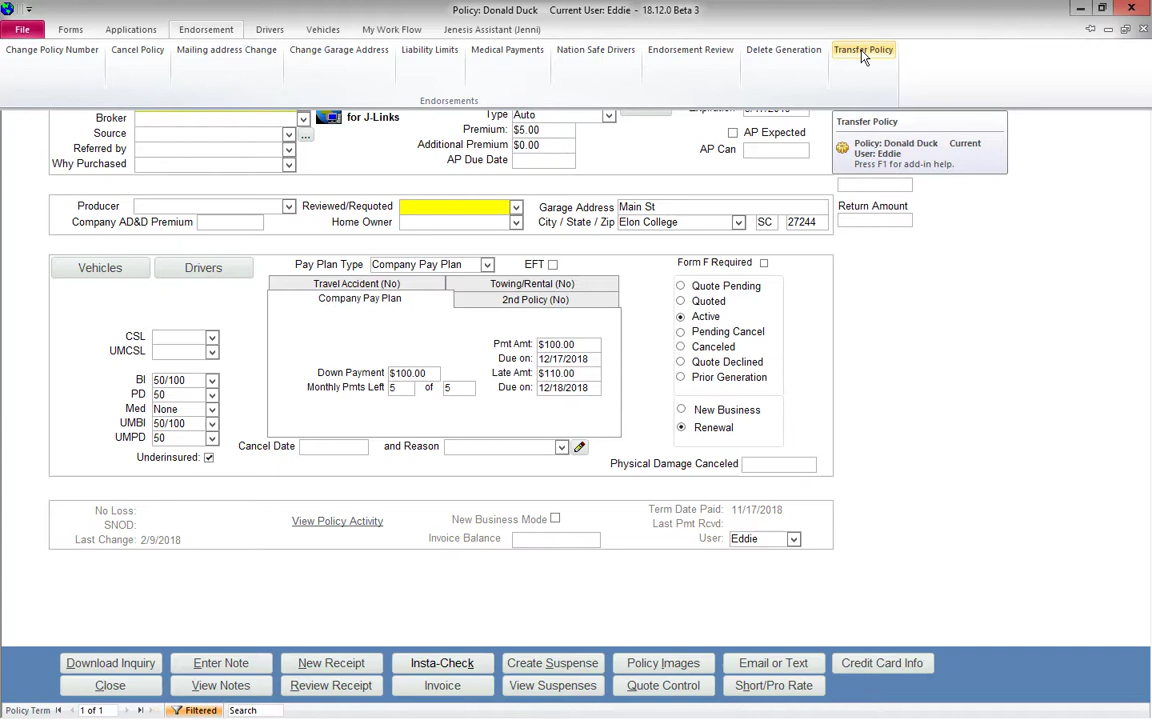 Policy: Donald Duck Current User: Eddie - 18.12.0 Beta 3
File Forms Applications Endorsement Drivers Vehicles My Work Flow Jenesis Assistant (Jenni)
Change Policy Number Cancel Policy Mailing address Change Change Garage Address Liability Limits Medical Payments Nation Safe Drivers Endorsement Review Delete Generation Transfer Policy
Endorsements
Broker for J-Links Type Auto
Source ... Premium: $5.00 AP Expected
Referred by Additional Premium $0.00 AP Can
Why Purchased AP Due Date
Transfer Policy
Policy: Donald Duck Current
User: Eddie
Press F1 for add-in help.
Producer Reviewed/Requoted Garage Address Main St Return Amount
Company AD&D Premium Home Owner City / State / Zip Elon College SC 27244
Vehicles Drivers Pay Plan Type Company Pay Plan EFT Form F Required
Travel Accident (No) Towing/Rental (No)
Company Pay Plan 2nd Policy (No)
Quote Pending
Quoted
Active
Pending Cancel
Canceled
Quote Declined
Prior Generation
New Business
Renewal
CSL
UMCSL
BI 50/100
PD 50
Med None
UMBI 50/100
UMPD 50
Underinsured:
Pmt Amt: $100.00
Due on: 12/17/2018
Down Payment $100.00 Late Amt: $110.00
Monthly Pmts Left 5 of 5 Due on: 12/18/2018
Cancel Date and Reason
Physical Damage Canceled
No Loss:
SNOD:
Last Change: 2/9/2018
View Policy Activity
New Business Mode
Invoice Balance
Term Date Paid: 11/17/2018
Last Pmt Rcvd:
User: Eddie
Download Inquiry Enter Note New Receipt Insta-Check Create Suspense Policy Images Email or Text Credit Card Info
Close View Notes Review Receipt Invoice View Suspenses Quote Control Short/Pro Rate
Policy Term 1 of 1 Filtered Search